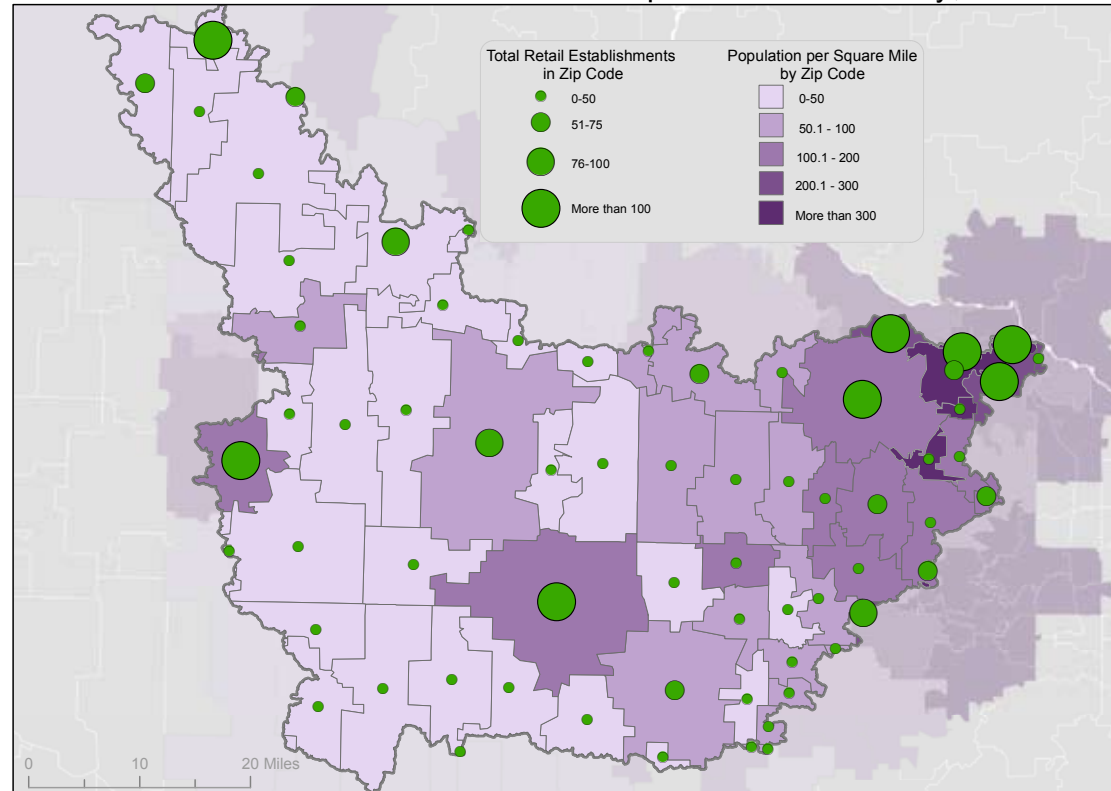 Total Retail Establishments
in Zip Code
0-50
51-75
76-100
More than 100
Population per Square Mile
by Zip Code
0-50
50.1 - 100
100.1 - 200
200.1 - 300
More than 300
0 10 20 Miles